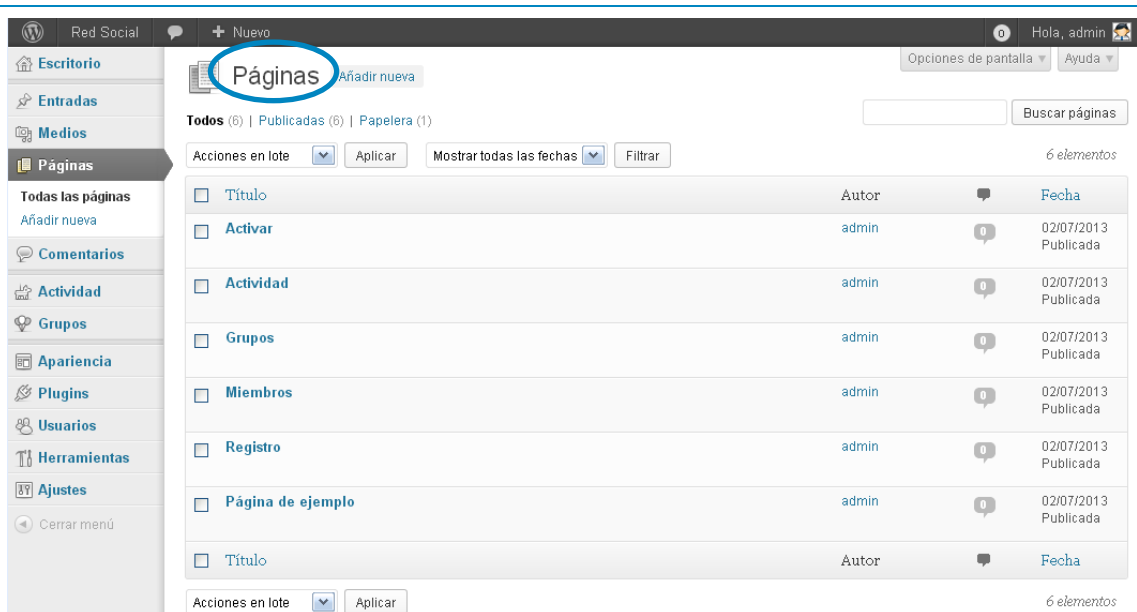 Red Social + Nuevo 0 Hola, admin
Escritorio
Entradas
Medios
Páginas
Todas las páginas
Añadir nueva
Comentarios
Actividad
Grupos
Apariencia
Plugins
Usuarios
Herramientas
Ajustes
Cerrar menú
Opciones de pantalla Ayuda
Páginas Añadir nueva
Todos (6) | Publicadas (6) | Papelera (1) Buscar páginas
Acciones en lote Aplicar Mostrar todas las fechas Filtrar 6 elementos
Título Autor Fecha
Activar admin 0 02/07/2013
Publicada
Actividad admin 0 02/07/2013
Publicada
Grupos admin 0 02/07/2013
Publicada
Miembros admin 0 02/07/2013
Publicada
Registro admin 0 02/07/2013
Publicada
Página de ejemplo admin 0 02/07/2013
Publicada
Título Autor Fecha
Acciones en lote Aplicar 6 elementos